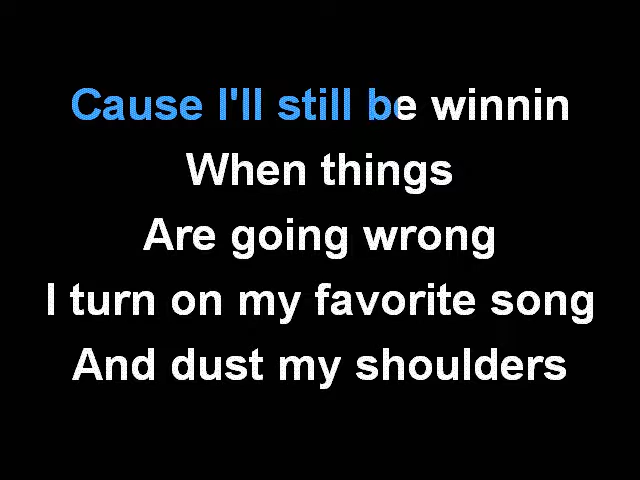 Cause I'll still be winnin
When things
Are going wrong
I turn on my favorite song
And dust my shoulders